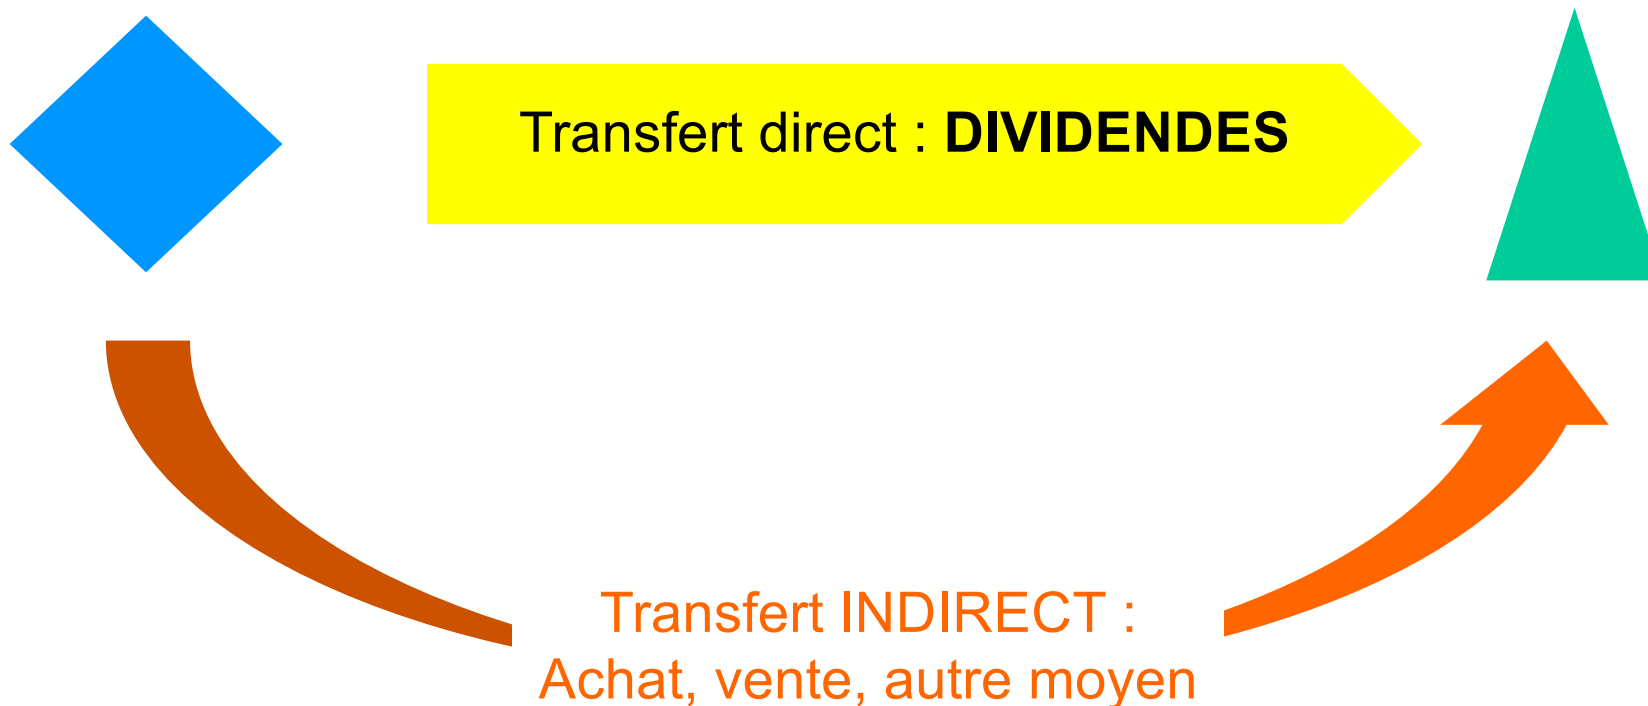 Transfert direct : DIVIDENDES
Transfert INDIRECT :
Achat, vente, autre moyen